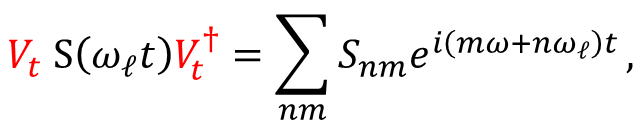 V_t S(ω_ℓ t)V_t^† = ∑_{nm} S_{nm} e^{i(mω+nω_ℓ)t} ,